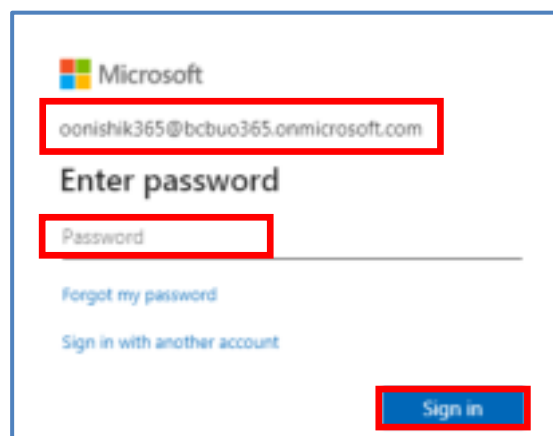 Microsoft
oonishik365@bcbuo365.onmicrosoft.com
Enter password
Password
Forgot my password
Sign in with another account
Sign in